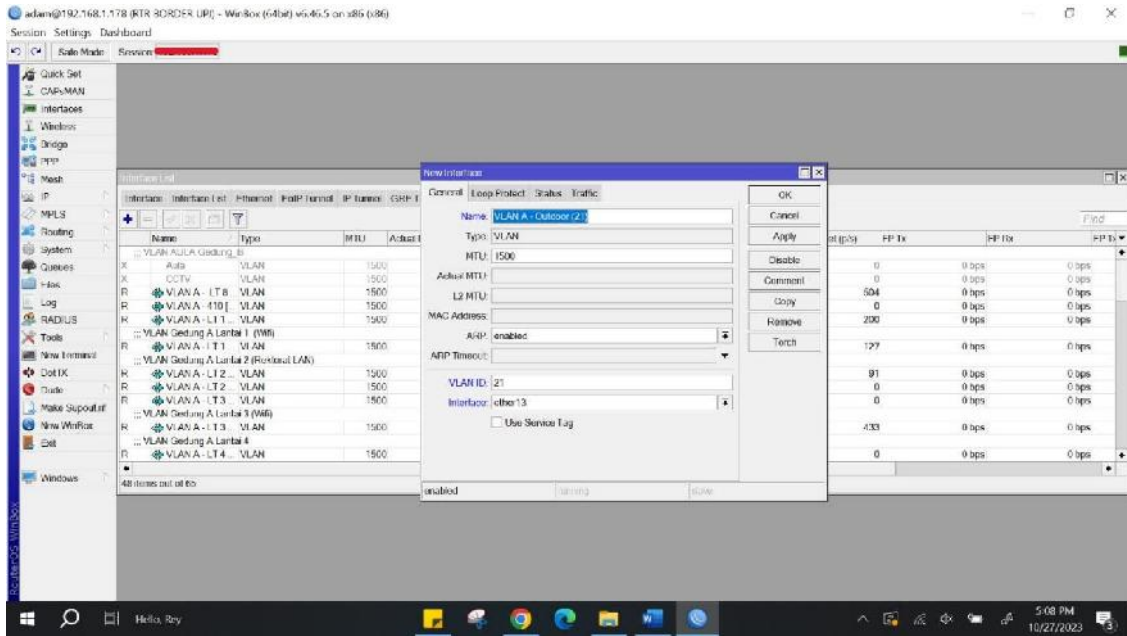 adam@192.168.1.178 (RTR BORDER UPI) - WinBox (64bit) v6.46.5 on x86 (x86)
Session Settings Dashboard
Safe Mode Session:
Quick Set
CAPsMAN
Interfaces
Wireless
Bridge
PPP
Mesh
IP
MPLS
Routing
System
Queues
Files
Log
RADIUS
Tools
New Terminal
Dot1X
Dude
Make Supout.rif
New WinBox
Exit
Windows
RouterOS WinBox
Interface List
Interface Interface List Ethernet EoIP Tunnel IP Tunnel GRE T
Find
Name Type MTU Actual
et (p/s) FP Tx FP Rx
::: VLAN AULA Gedung_B
X Aula VLAN 1500 0 0 bps 0 bps
X CCTV VLAN 1500 0 0 bps 0 bps
R VLAN A - LT 8 VLAN 1500 504 0 bps 0 bps
R VLAN A - 410 [ VLAN 1500 0 0 bps 0 bps
R VLAN A - LT 1 ... VLAN 1500 200 0 bps 0 bps
::: VLAN Gedung A Lantai 1 (Wifi)
R VLAN A - LT 1 ... VLAN 1500 127 0 bps 0 bps
::: VLAN Gedung A Lantai 2 (Rektorat LAN)
R VLAN A - LT 2 ... VLAN 1500 91 0 bps 0 bps
R VLAN A - LT 2 ... VLAN 1500 0 0 bps 0 bps
R VLAN A - LT 3 ... VLAN 1500 0 0 bps 0 bps
::: VLAN Gedung A Lantai 3 (Wifi)
R VLAN A - LT 3 ... VLAN 1500 433 0 bps 0 bps
::: VLAN Gedung A Lantai 4
R VLAN A - LT 4 ... VLAN 1500 0 0 bps 0 bps
48 items out of 65
New Interface
General Loop Protect Status Traffic
Name: VLAN A - Outdoor (21)
Type: VLAN
MTU: 1500
Actual MTU:
L2 MTU:
MAC Address:
ARP: enabled
ARP Timeout:
VLAN ID: 21
Interface: ether13
Use Service Tag
OK
Cancel
Apply
Disable
Comment
Copy
Remove
Torch
enabled running slave
Hello, Rey
5:08 PM
10/27/2023
3